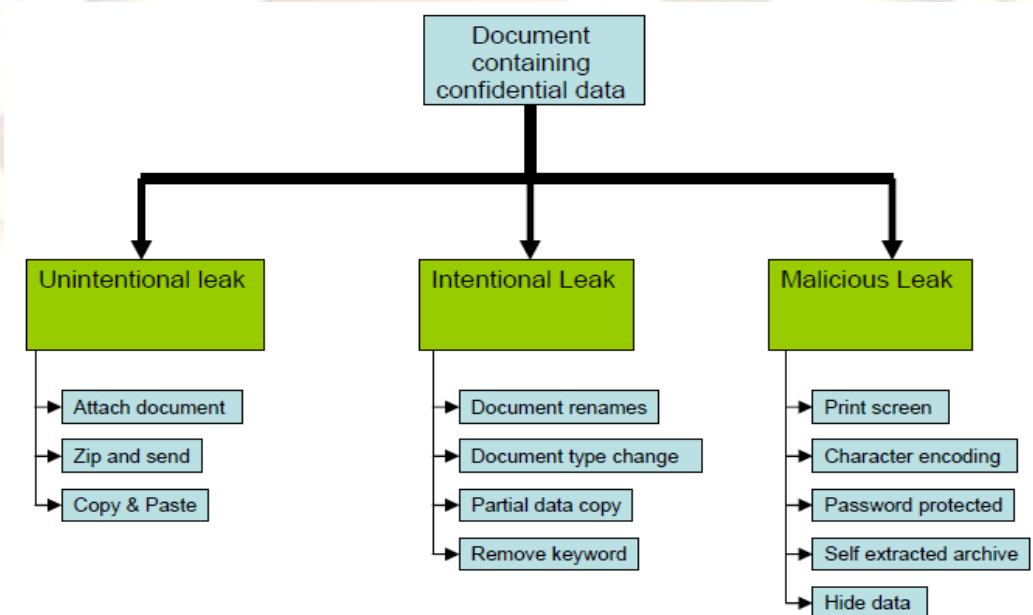 Document
containing
confidential data
Unintentional leak
Intentional Leak
Malicious Leak
Attach document
Zip and send
Copy & Paste
Document renames
Document type change
Partial data copy
Remove keyword
Print screen
Character encoding
Password protected
Self extracted archive
Hide data